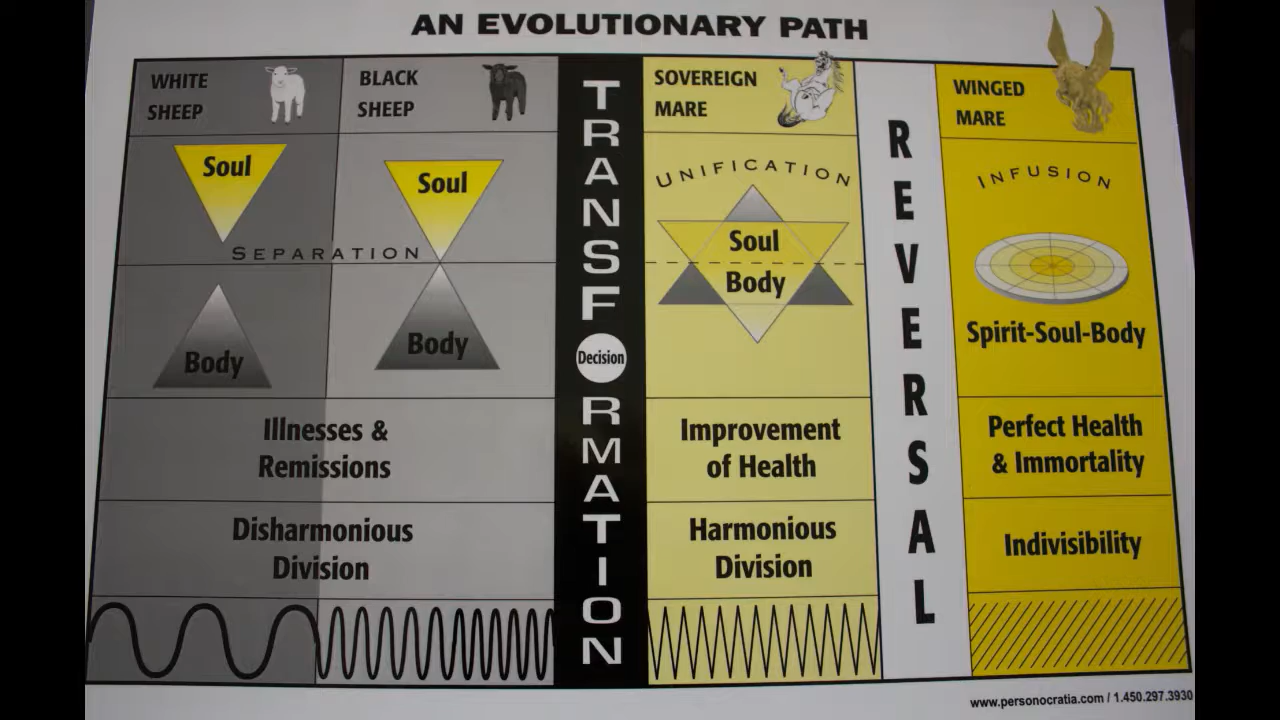 AN EVOLUTIONARY PATH
WHITE
SHEEP
BLACK
SHEEP
TRANSFORMATION
Decision
SOVEREIGN
MARE
REVERSAL
WINGED
MARE
Soul
Soul
SEPARATION
Body
Body
UNIFICATION
Soul
Body
INFUSION
Spirit-Soul-Body
Illnesses &
Remissions
Improvement
of Health
Perfect Health
& Immortality
Disharmonious
Division
Harmonious
Division
Indivisibility
www.personocratia.com / 1.450.297.3930